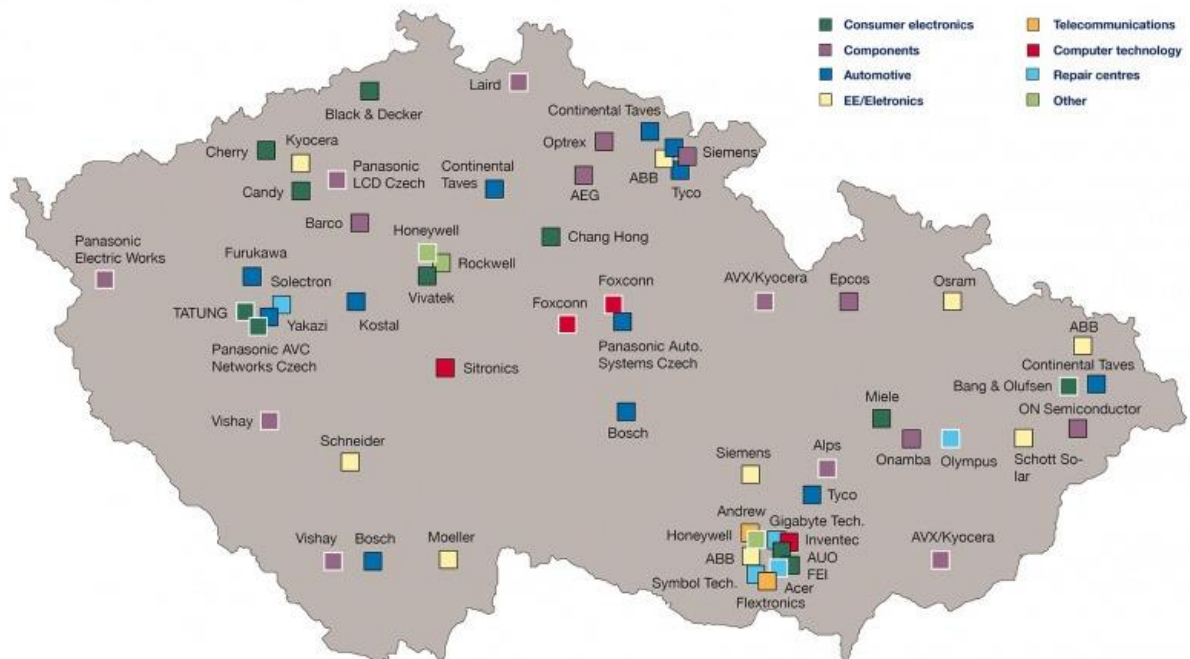 Consumer electronics
Components
Automotive
EE/Eletronics
Telecommunications
Computer technology
Repair centres
Other
Laird
Black & Decker
Continental Taves
Optrex
Siemens
Kyocera
Cherry
Panasonic
LCD Czech
Continental
Taves
ABB
Tyco
Candy
AEG
Barco
Honeywell
Chang Hong
Panasonic
Electric Works
Furukawa
Rockwell
Solectron
Vivatek
Foxconn
Foxconn
AVX/Kyocera
Epcos
Osram
TATUNG
Yakazi
Kostal
Panasonic AVC
Networks Czech
Panasonic Auto.
Systems Czech
ABB
Sitronics
Continental Taves
Bang & Olufsen
Miele
ON Semiconductor
Vishay
Bosch
Schneider
Siemens
Alps
Onamba
Olympus
Schott So-
lar
Tyco
Andrew
Gigabyte Tech.
Honeywell
Inventec
Vishay
Bosch
Moeller
ABB
AUO
AVX/Kyocera
FEI
Symbol Tech.
Acer
Flextronics